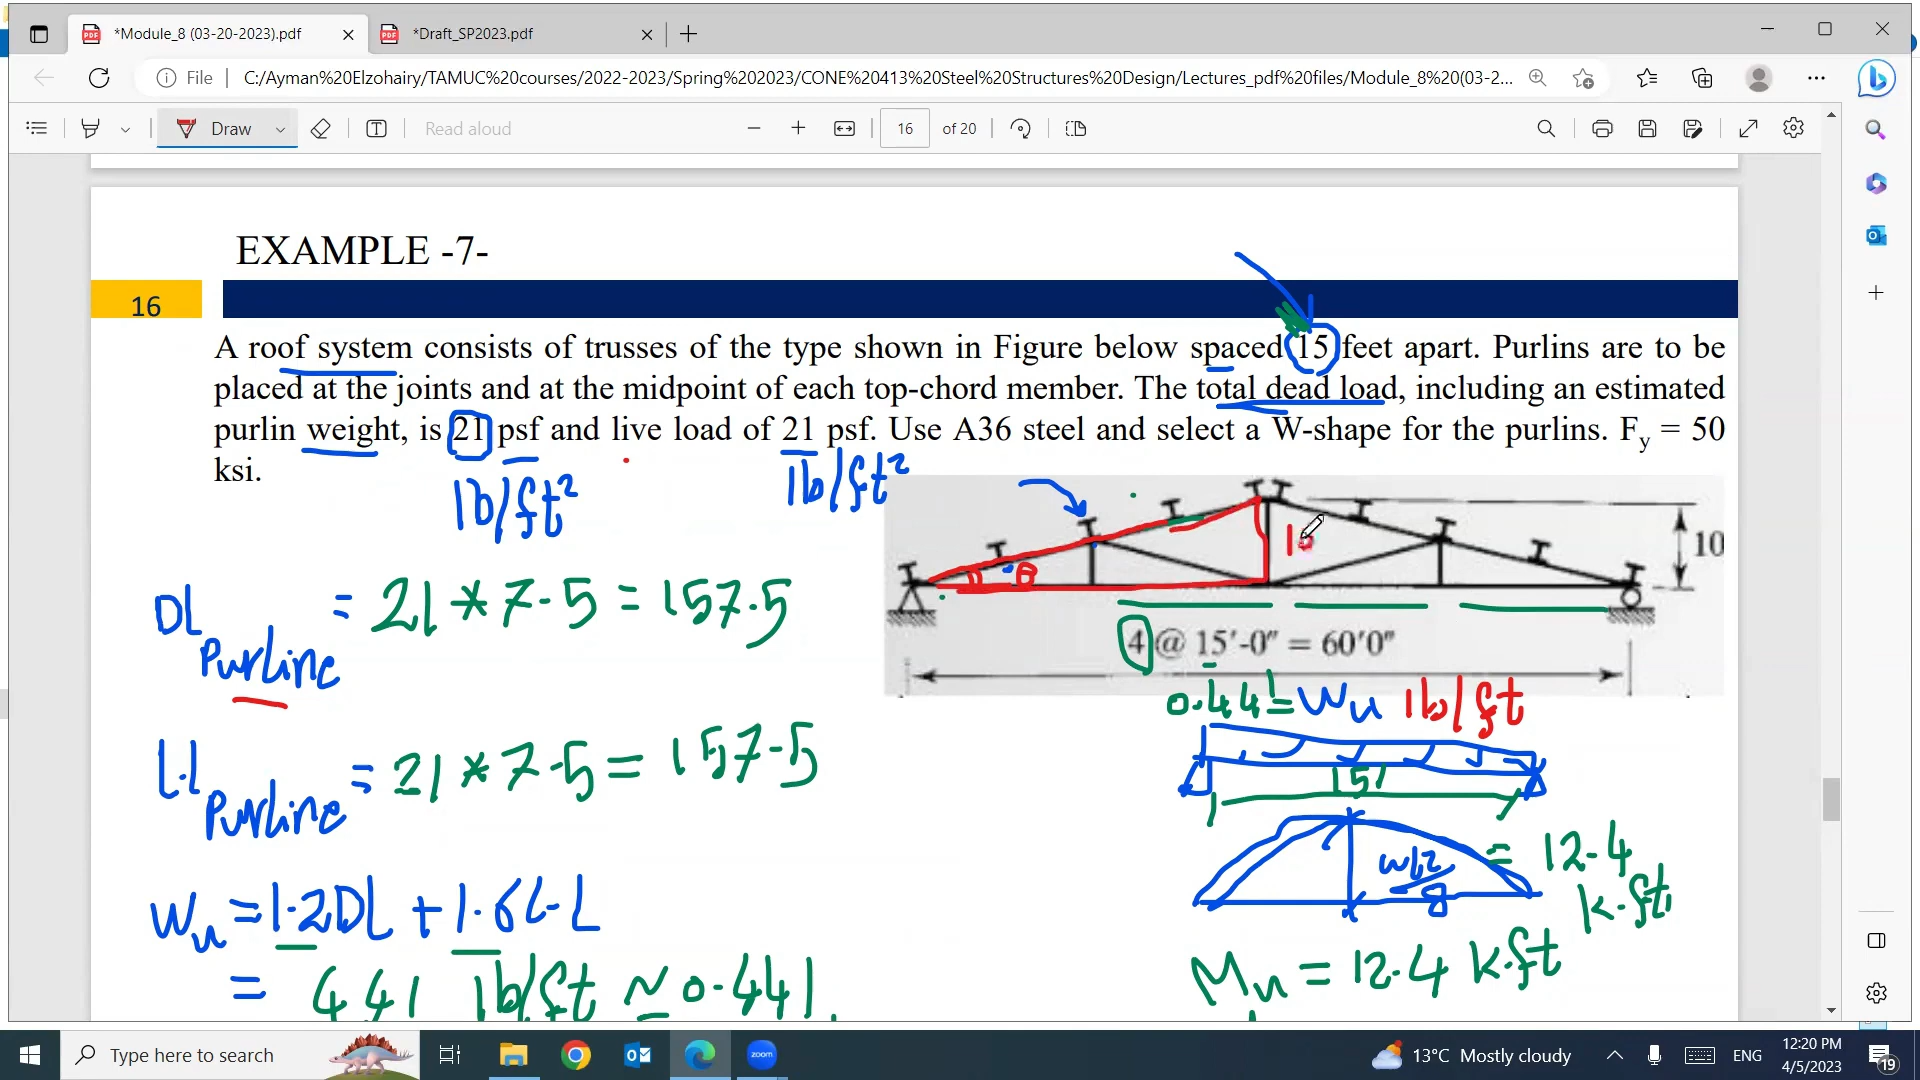 *Module_8 (03-20-2023).pdf
*Draft_SP2023.pdf
File
C:/Ayman%20Elzohairy/TAMUC%20courses/2022-2023/Spring%202023/CONE%20413%20Steel%20Structures%20Design/Lectures_pdf%20files/Module_8%20(03-2...
Draw
Read aloud
16
of 20
EXAMPLE -7-
16
A roof system consists of trusses of the type shown in Figure below spaced 15 feet apart. Purlins are to be
placed at the joints and at the midpoint of each top-chord member. The total dead load, including an estimated
purlin weight, is 21 psf and live load of 21 psf. Use A36 steel and select a W-shape for the purlins. Fy = 50
ksi.
lb/ft²
lb/ft²
10
10
θ
4 @ 15'-0" = 60'0"
DL Purline = 21 * 7.5 = 157.5
0.441 = Wu lb/ft
15'
L.L Purline = 21 * 7.5 = 157.5
wl²/8 = 12.4 k.ft
Wu = 1.2DL + 1.6L.L
Mu = 12.4 k.ft
= 441 lb/ft ≈ 0.441
Type here to search
zoom
13°C Mostly cloudy
ENG
12:20 PM
4/5/2023
19